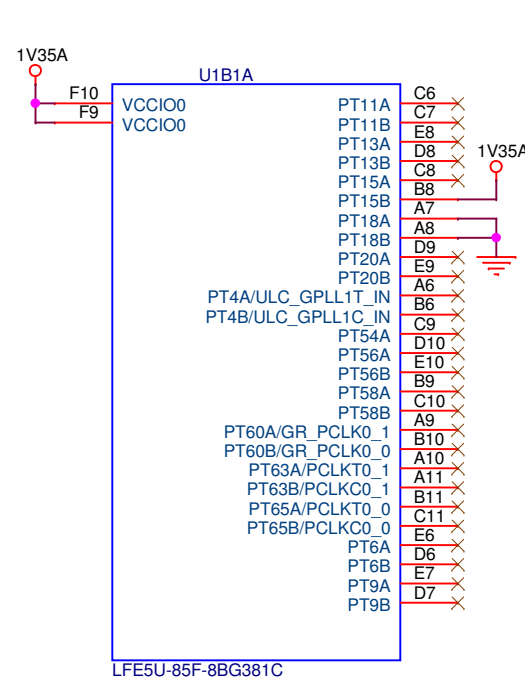 1V35A
U1B1A
F10 VCCIO0
F9 VCCIO0
PT11A C6
PT11B C7
PT13A E8
PT13B D8
PT15A C8
1V35A
PT15B B8
PT18A A7
PT18B A8
PT20A D9
PT20B E9
PT4A/ULC_GPLL1T_IN A6
PT4B/ULC_GPLL1C_IN B6
PT54A C9
PT56A D10
PT56B E10
PT58A B9
PT58B C10
PT60A/GR_PCLK0_1 A9
PT60B/GR_PCLK0_0 B10
PT63A/PCLKT0_1 A10
PT63B/PCLKC0_1 A11
PT65A/PCLKT0_0 B11
PT65B/PCLKC0_0 C11
PT6A E6
PT6B D6
PT9A E7
PT9B D7
LFE5U-85F-8BG381C